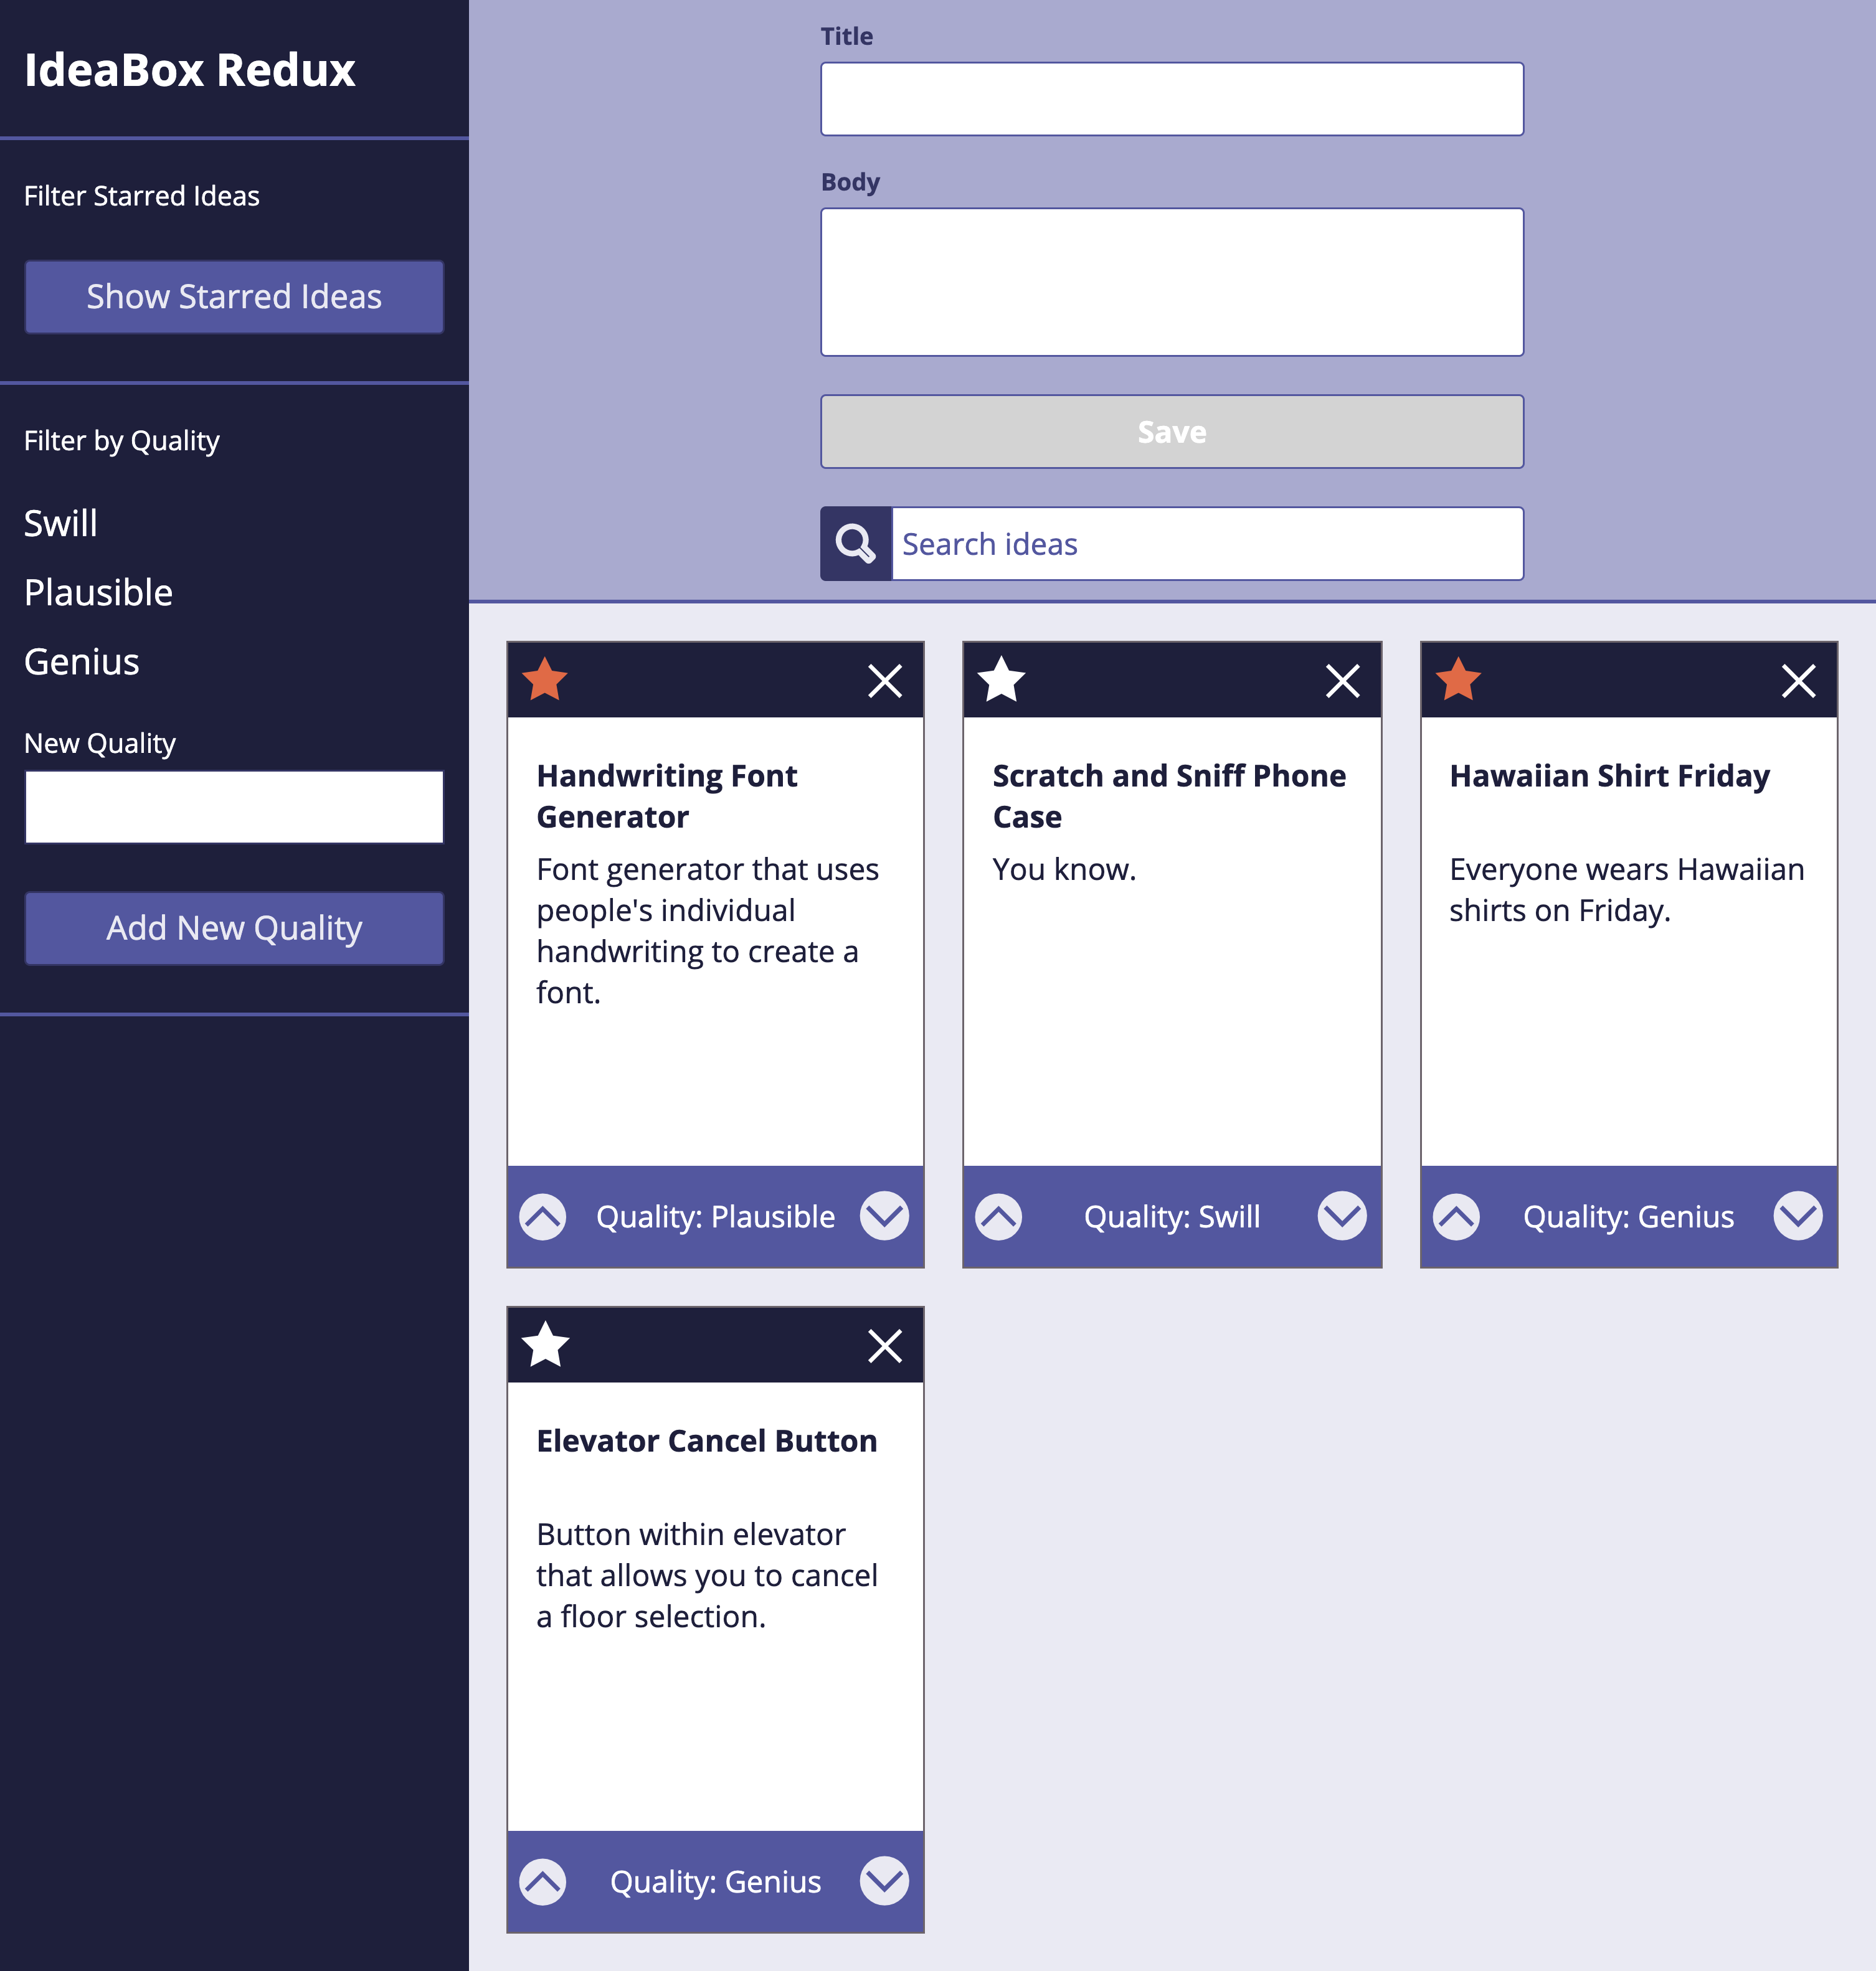 IdeaBox Redux
Filter Starred Ideas
Show Starred Ideas
Filter by Quality
Swill
Plausible
Genius
New Quality
Add New Quality
Title
Body
Save
Search ideas
Handwriting Font
Generator
Font generator that uses
people's individual
handwriting to create a
font.
Quality: Plausible
Scratch and Sniff Phone
Case
You know.
Quality: Swill
Hawaiian Shirt Friday
Everyone wears Hawaiian
shirts on Friday.
Quality: Genius
Elevator Cancel Button
Button within elevator
that allows you to cancel
a floor selection.
Quality: Genius